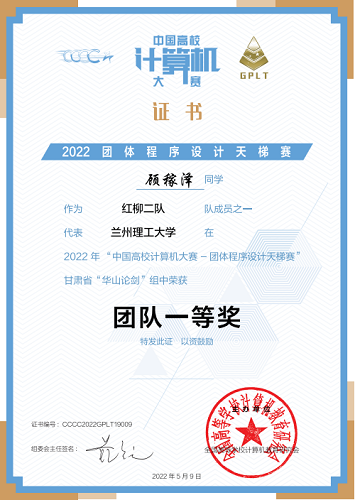 中国高校
计算机
大赛
GPLT
证书
2022 团体程序设计天梯赛
顾稼泽 同学
作为 红柳二队 队成员之一
代表 兰州理工大学 在
2022 年 “中国高校计算机大赛 – 团体程序设计天梯赛”
甘肃省 “华山论剑” 组中荣获
团队一等奖
特发此证 以资鼓励
证书编号：CCCC2022GPLT19009
主办单位
组委会主任签名：
全国高等学校计算机教育研究会
2022 年 5 月 9 日